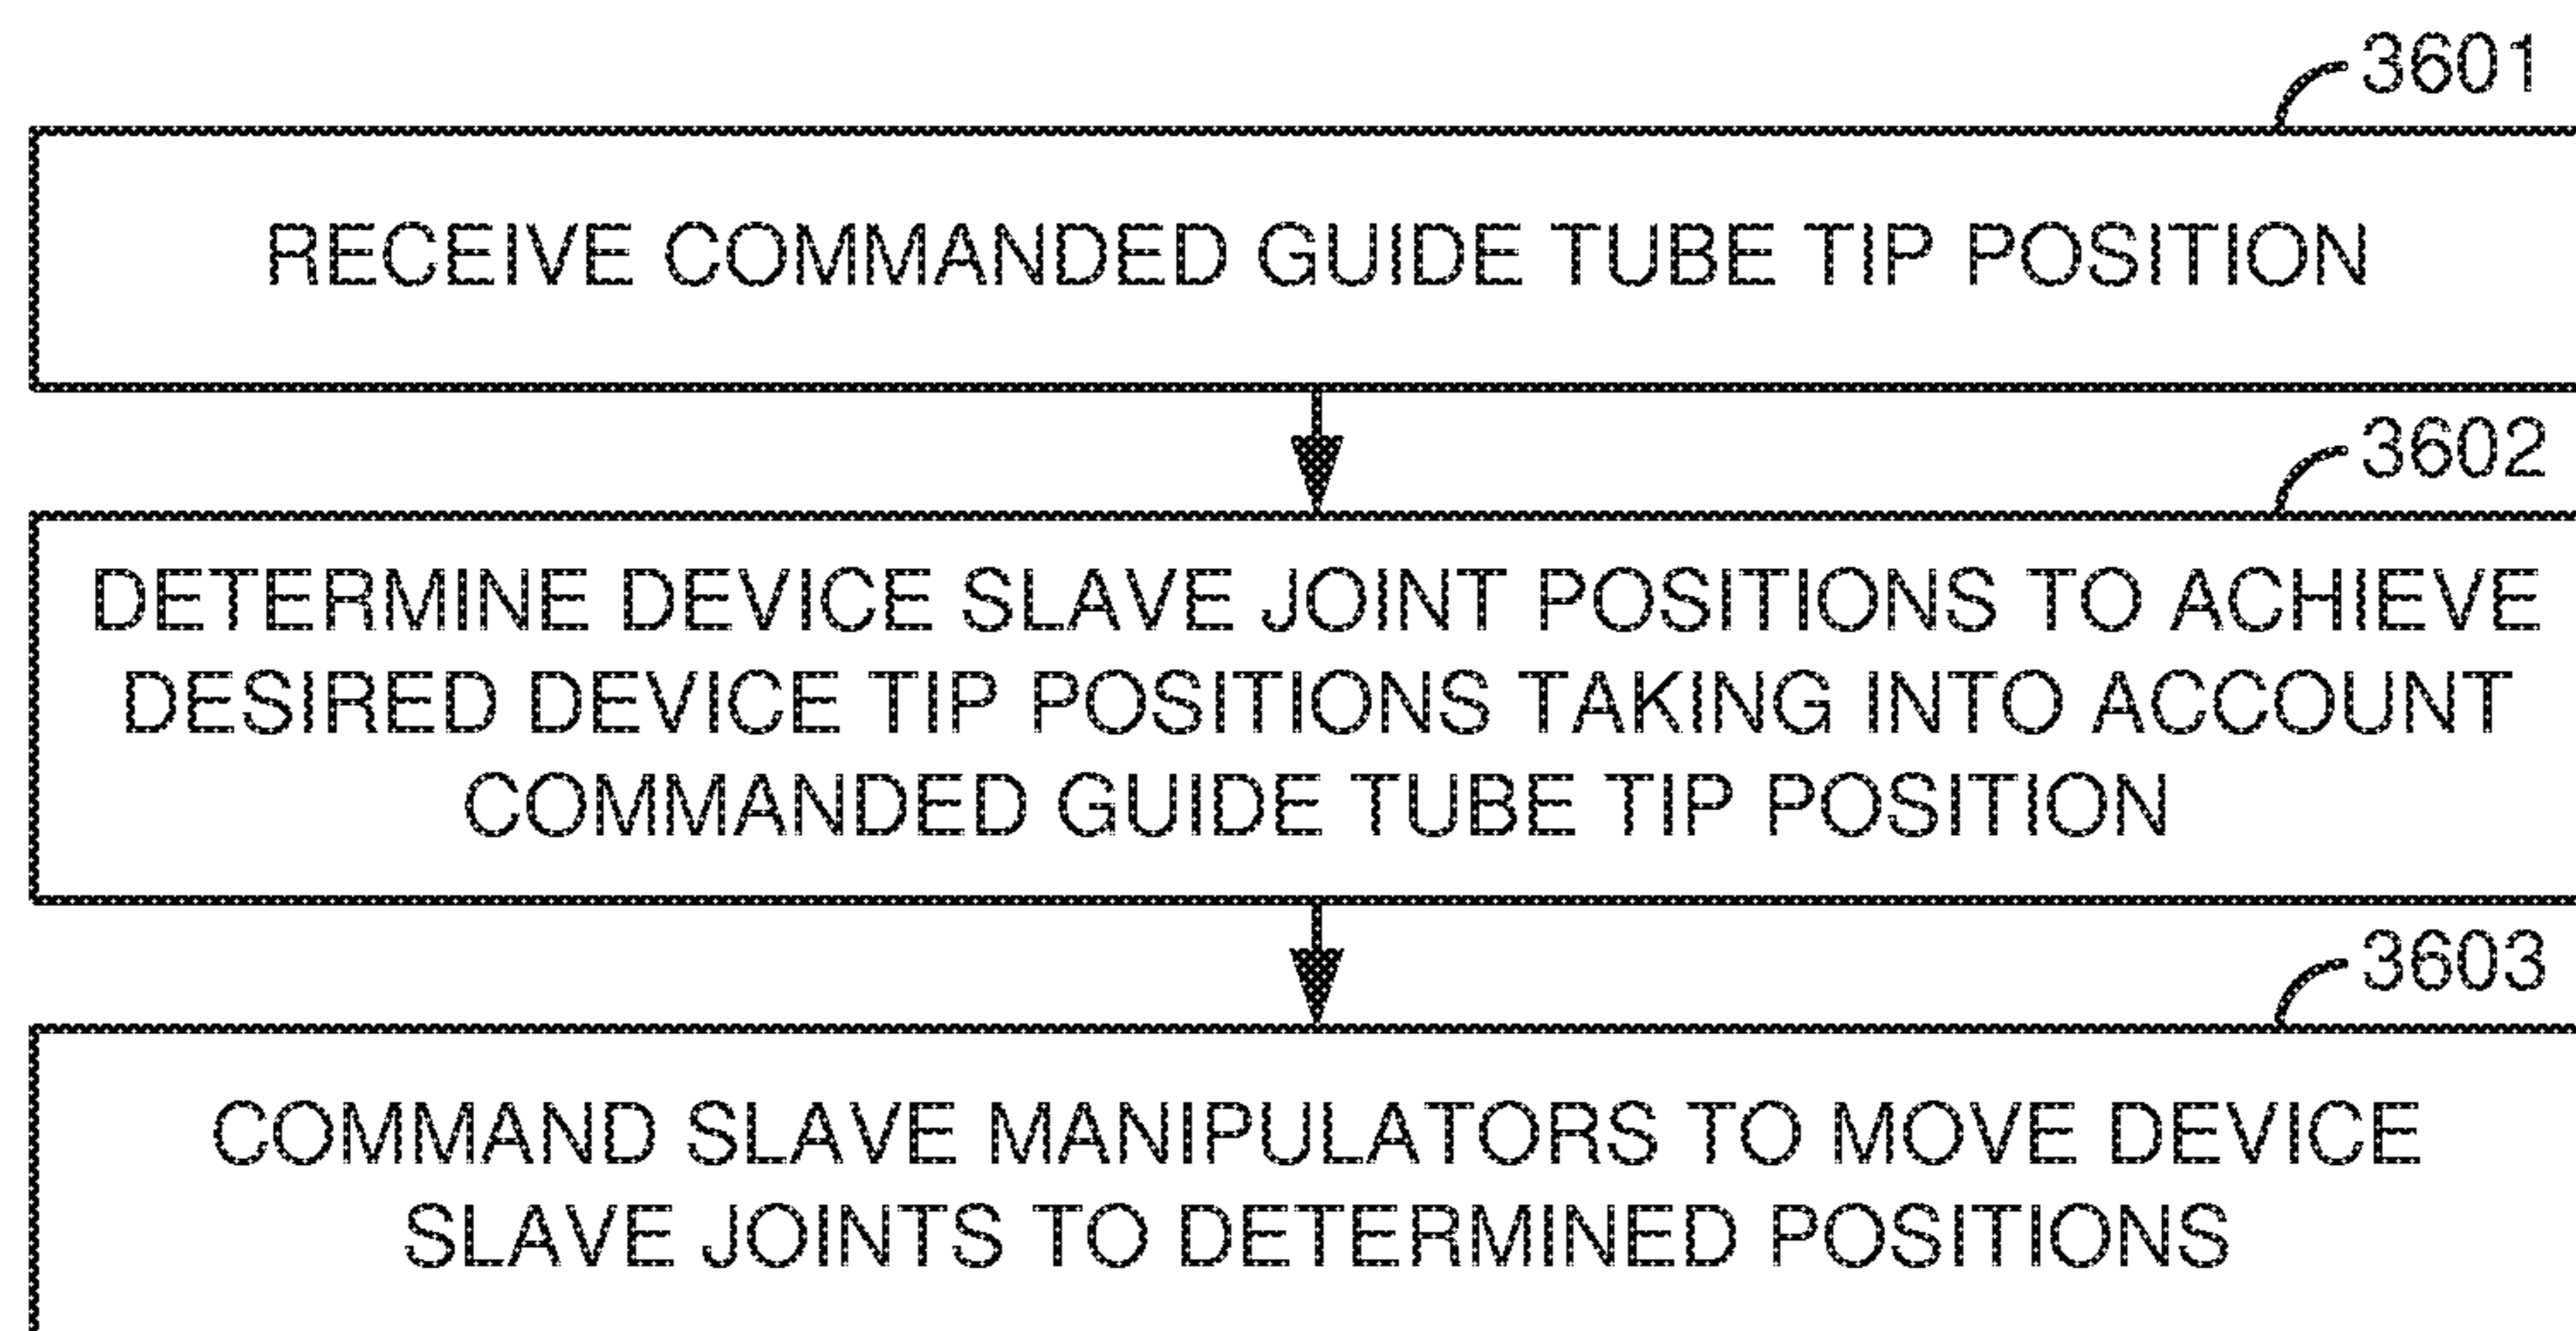 3601
RECEIVE COMMANDED GUIDE TUBE TIP POSITION
3602
DETERMINE DEVICE SLAVE JOINT POSITIONS TO ACHIEVE
DESIRED DEVICE TIP POSITIONS TAKING INTO ACCOUNT
COMMANDED GUIDE TUBE TIP POSITION
3603
COMMAND SLAVE MANIPULATORS TO MOVE DEVICE
SLAVE JOINTS TO DETERMINED POSITIONS